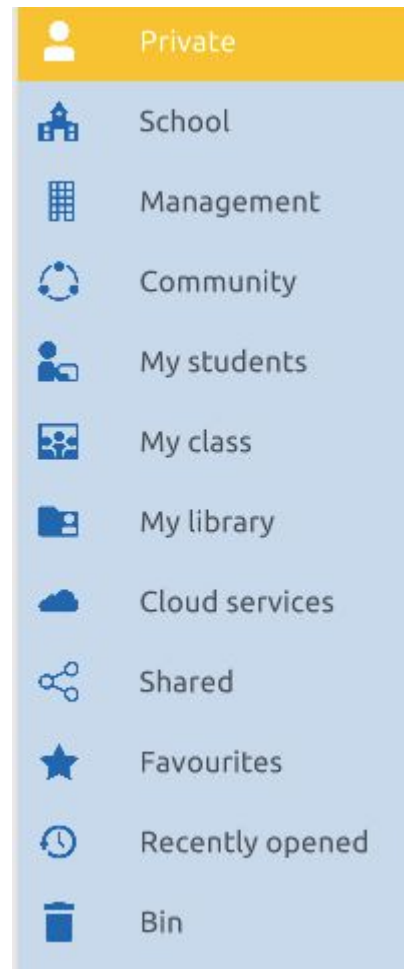 Private
School
Management
Community
My students
My class
My library
Cloud services
Shared
Favourites
Recently opened
Bin